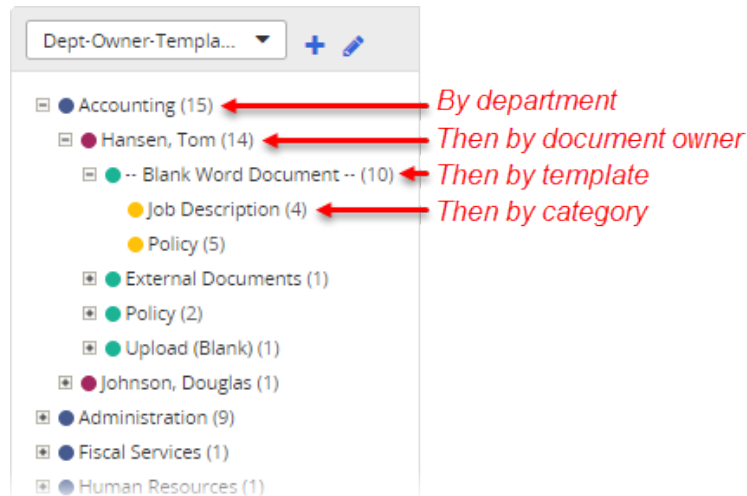 Dept-Owner-Templa...
Accounting (15)
By department
Hansen, Tom (14)
Then by document owner
-- Blank Word Document -- (10)
Then by template
Job Description (4)
Then by category
Policy (5)
External Documents (1)
Policy (2)
Upload (Blank) (1)
Johnson, Douglas (1)
Administration (9)
Fiscal Services (1)
Human Resources (1)